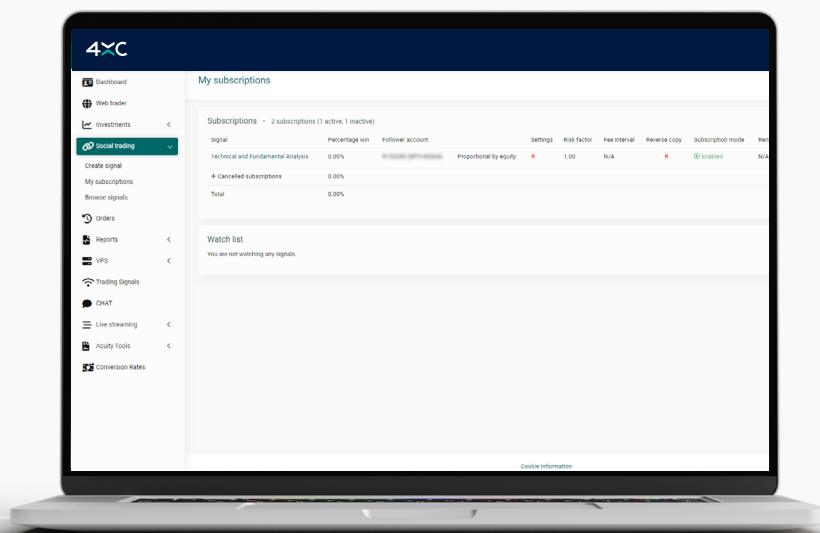 4XC
My subscriptions
Dashboard
Web trader
Investments
Social trading
Create signal
My subscriptions
Browse signals
Orders
Reports
VPS
Trading Signals
CHAT
Live streaming
Acuity Tools
Conversion Rates
Subscriptions • 2 subscriptions (1 active, 1 inactive)
Signal Percentage win Follower account Settings Risk factor Fee interval Reverse copy Subscription mode
Technical and Fundamental Analysis 0.00% Proportional by equity × 1.00 N/A × Enabled N/A
+ Cancelled subscriptions 0.00%
Total 0.00%
Watch list
You are not watching any signals.
Cookie Information